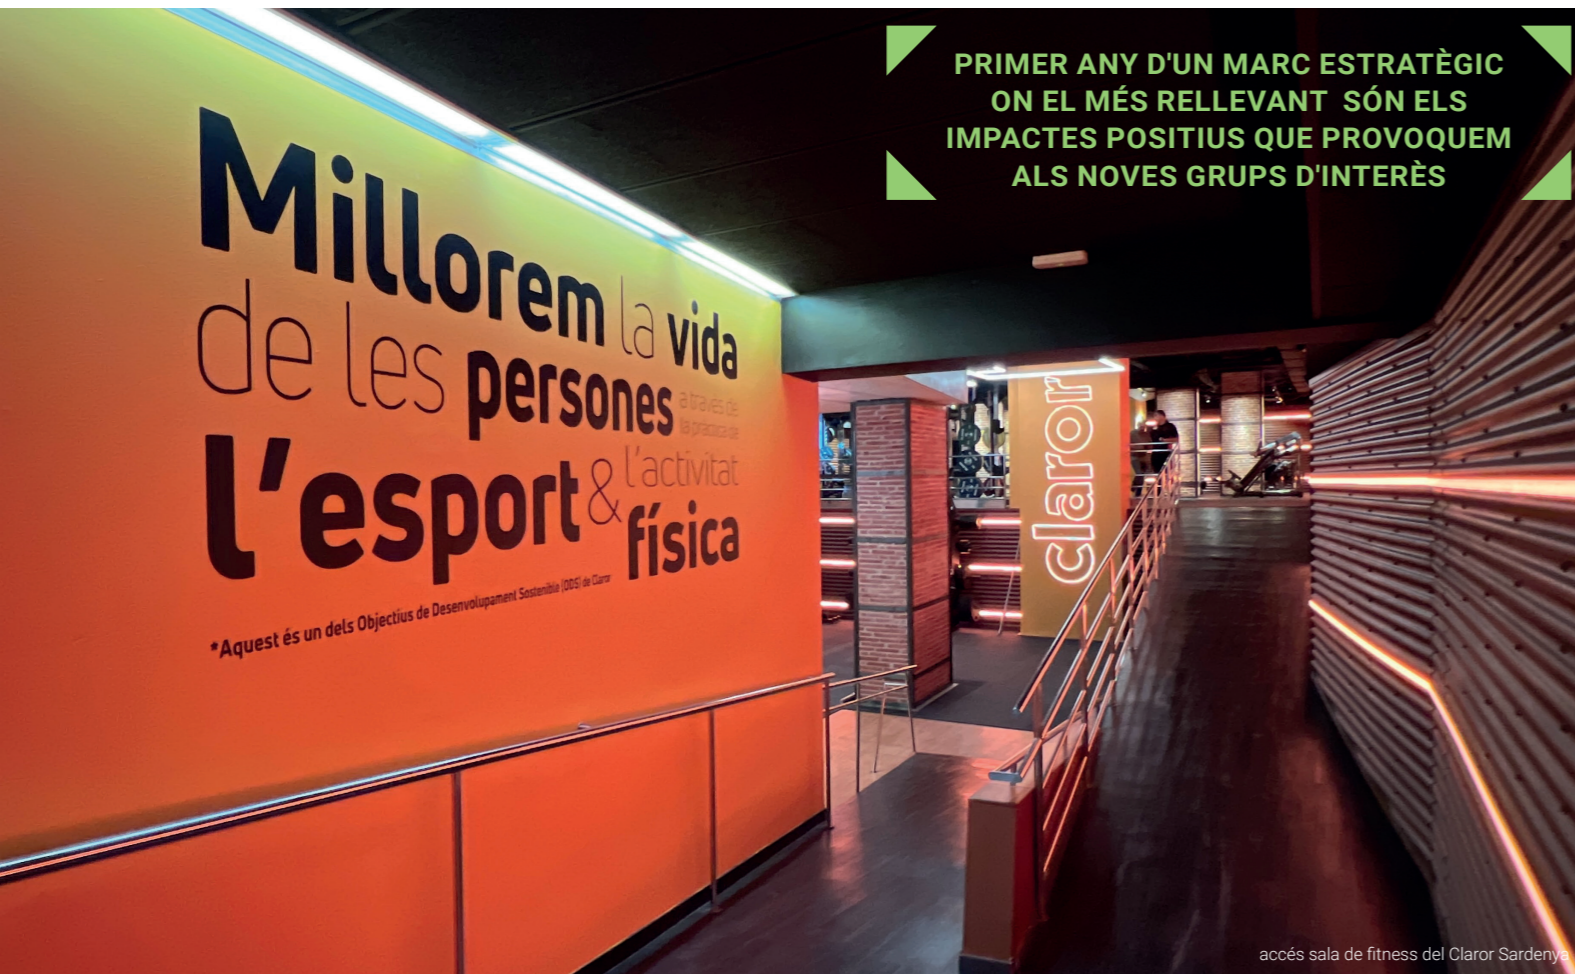 PRIMER ANY D'UN MARC ESTRATÈGIC
ON EL MÉS RELLEVANT SÓN ELS
IMPACTES POSITIUS QUE PROVOQUEM
ALS NOVES GRUPS D'INTERÈS
Millorem la vida
de les persones
a través de
la pràctica de
l'esport & l'activitat
física
*Aquest és un dels Objectius de Desenvolupament Sostenible (ODS) de Claror
claror
accés sala de fitness del Claror Sardenya